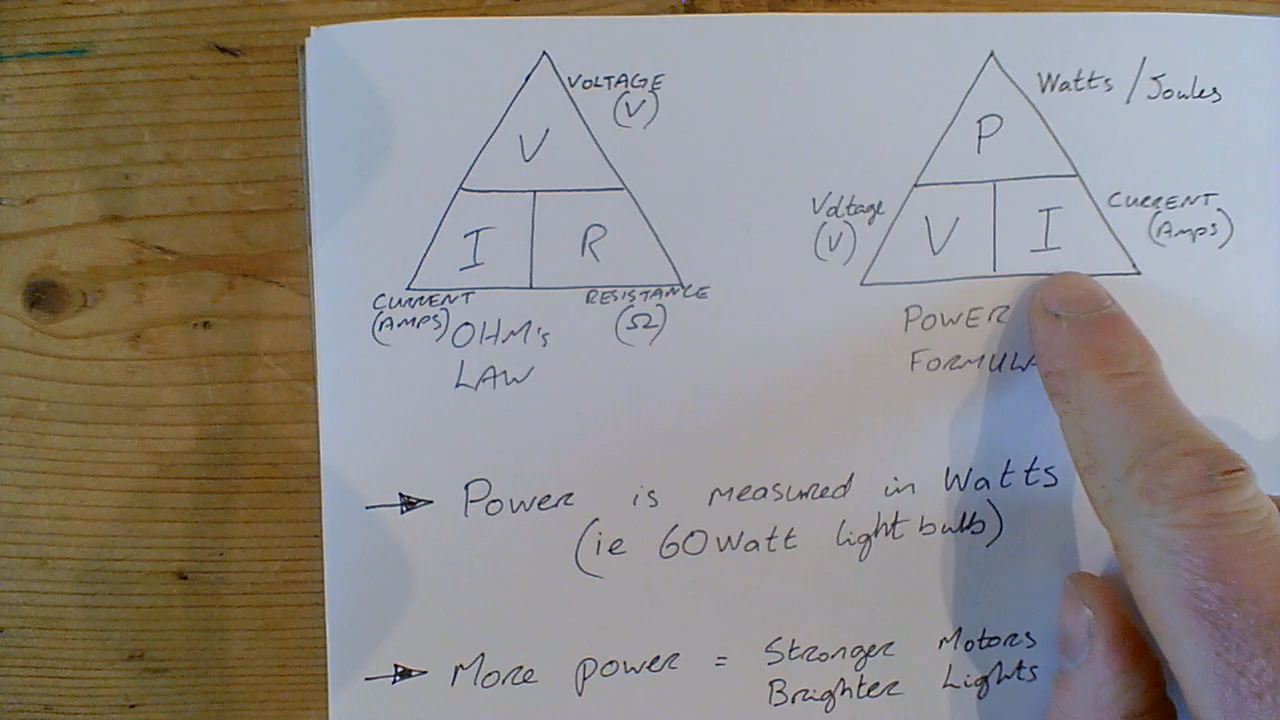 VOLTAGE
(V)
V
I
R
CURRENT
(AMPS)
RESISTANCE
(Ω)
OHM's
LAW
Watts / Joules
P
Voltage
(V)
V
I
CURRENT
(Amps)
POWER
→ Power is measured in Watts
(ie 60 Watt light bulb)
→ More power = Stronger Motors
Brighter Lights